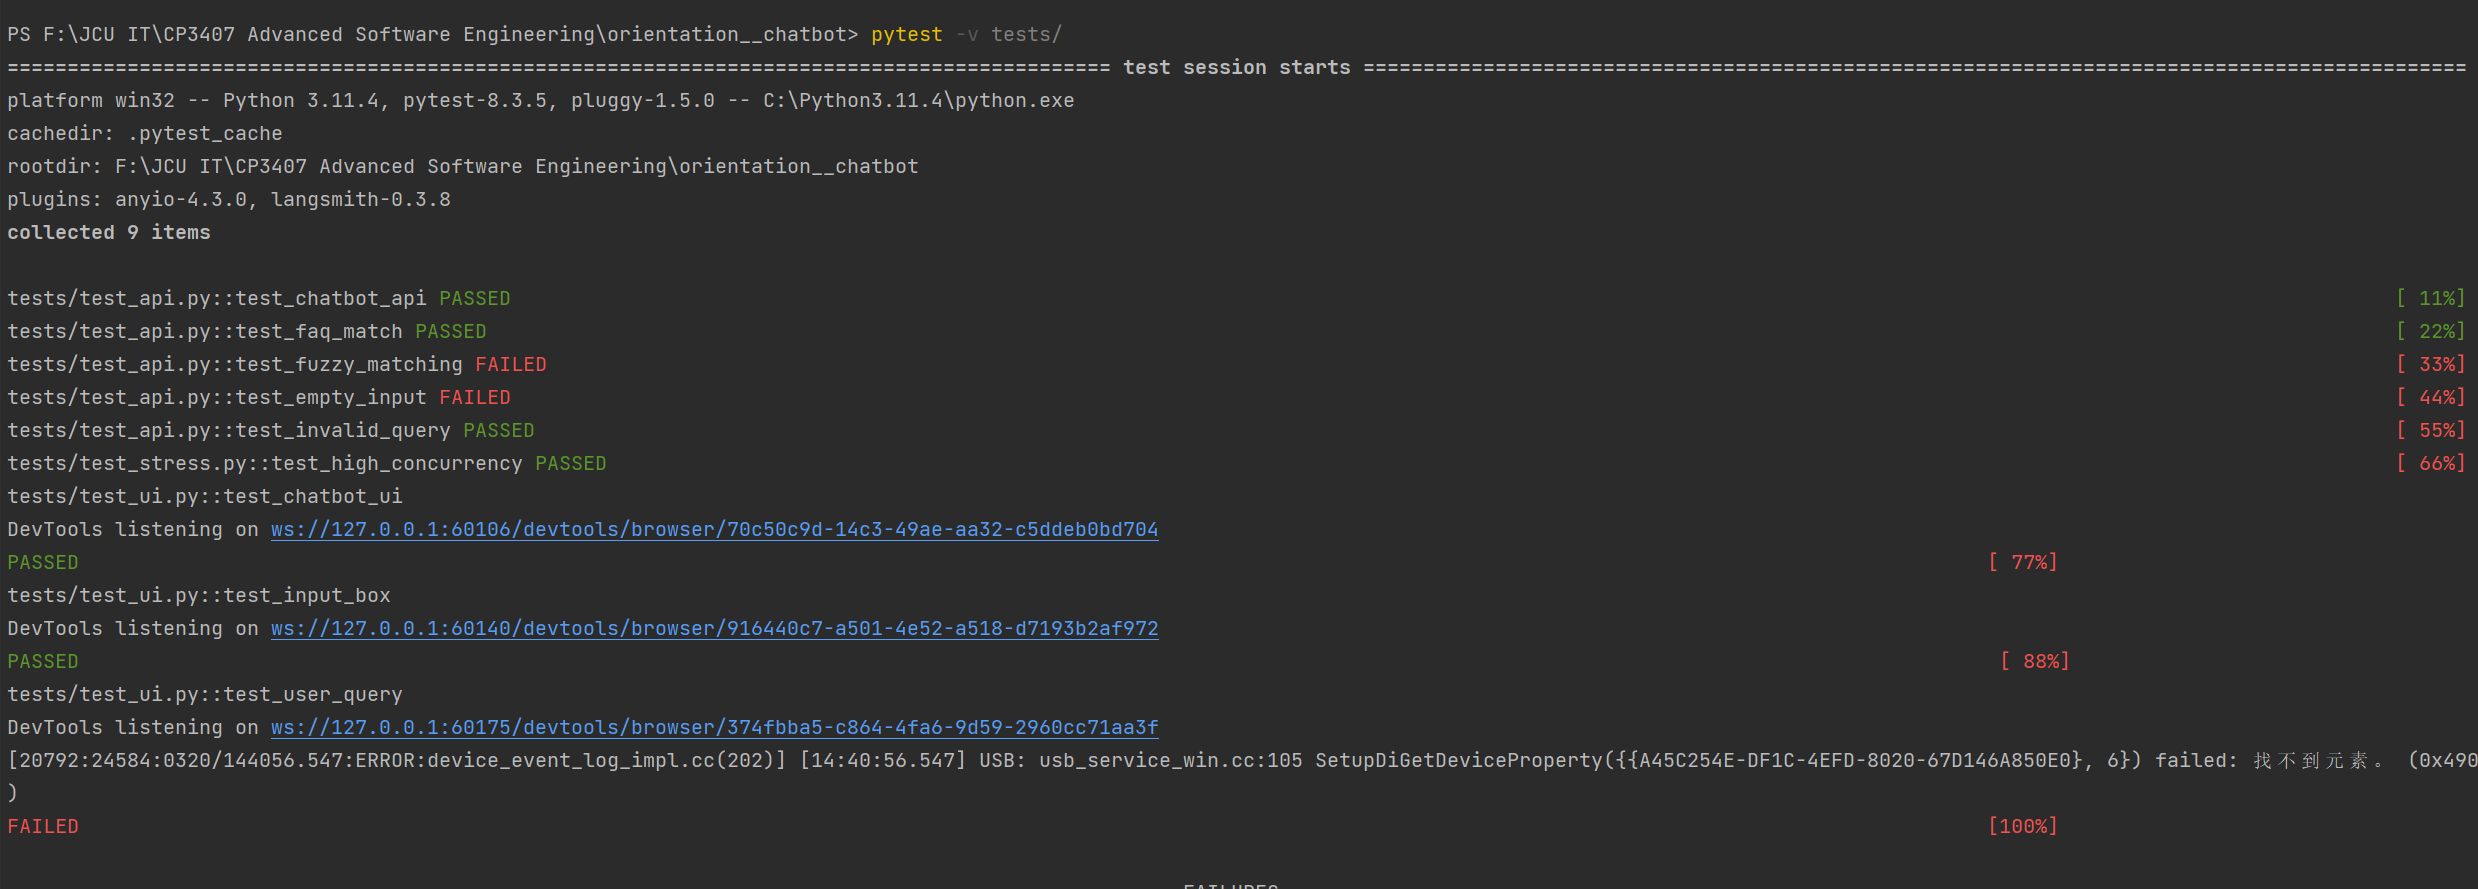 PS F:\JCU IT\CP3407 Advanced Software Engineering\orientation__chatbot> pytest -v tests/
============================================================================================ test session starts ============================================================================================
platform win32 -- Python 3.11.4, pytest-8.3.5, pluggy-1.5.0 -- C:\Python3.11.4\python.exe
cachedir: .pytest_cache
rootdir: F:\JCU IT\CP3407 Advanced Software Engineering\orientation__chatbot
plugins: anyio-4.3.0, langsmith-0.3.8
collected 9 items
tests/test_api.py::test_chatbot_api PASSED [ 11%]
tests/test_api.py::test_faq_match PASSED [ 22%]
tests/test_api.py::test_fuzzy_matching FAILED [ 33%]
tests/test_api.py::test_empty_input FAILED [ 44%]
tests/test_api.py::test_invalid_query PASSED [ 55%]
tests/test_stress.py::test_high_concurrency PASSED [ 66%]
tests/test_ui.py::test_chatbot_ui
DevTools listening on ws://127.0.0.1:60106/devtools/browser/70c50c9d-14c3-49ae-aa32-c5ddeb0bd704
PASSED [ 77%]
tests/test_ui.py::test_input_box
DevTools listening on ws://127.0.0.1:60140/devtools/browser/916440c7-a501-4e52-a518-d7193b2af972
PASSED [ 88%]
tests/test_ui.py::test_user_query
DevTools listening on ws://127.0.0.1:60175/devtools/browser/374fbba5-c864-4fa6-9d59-2960cc71aa3f
[20792:24584:0320/144056.547:ERROR:device_event_log_impl.cc(202)] [14:40:56.547] USB: usb_service_win.cc:105 SetupDiGetDeviceProperty({{A45C254E-DF1C-4EFD-8020-67D146A850E0}, 6}) failed: 找不到元素。 (0x490
)
FAILED [100%]
FAILURES